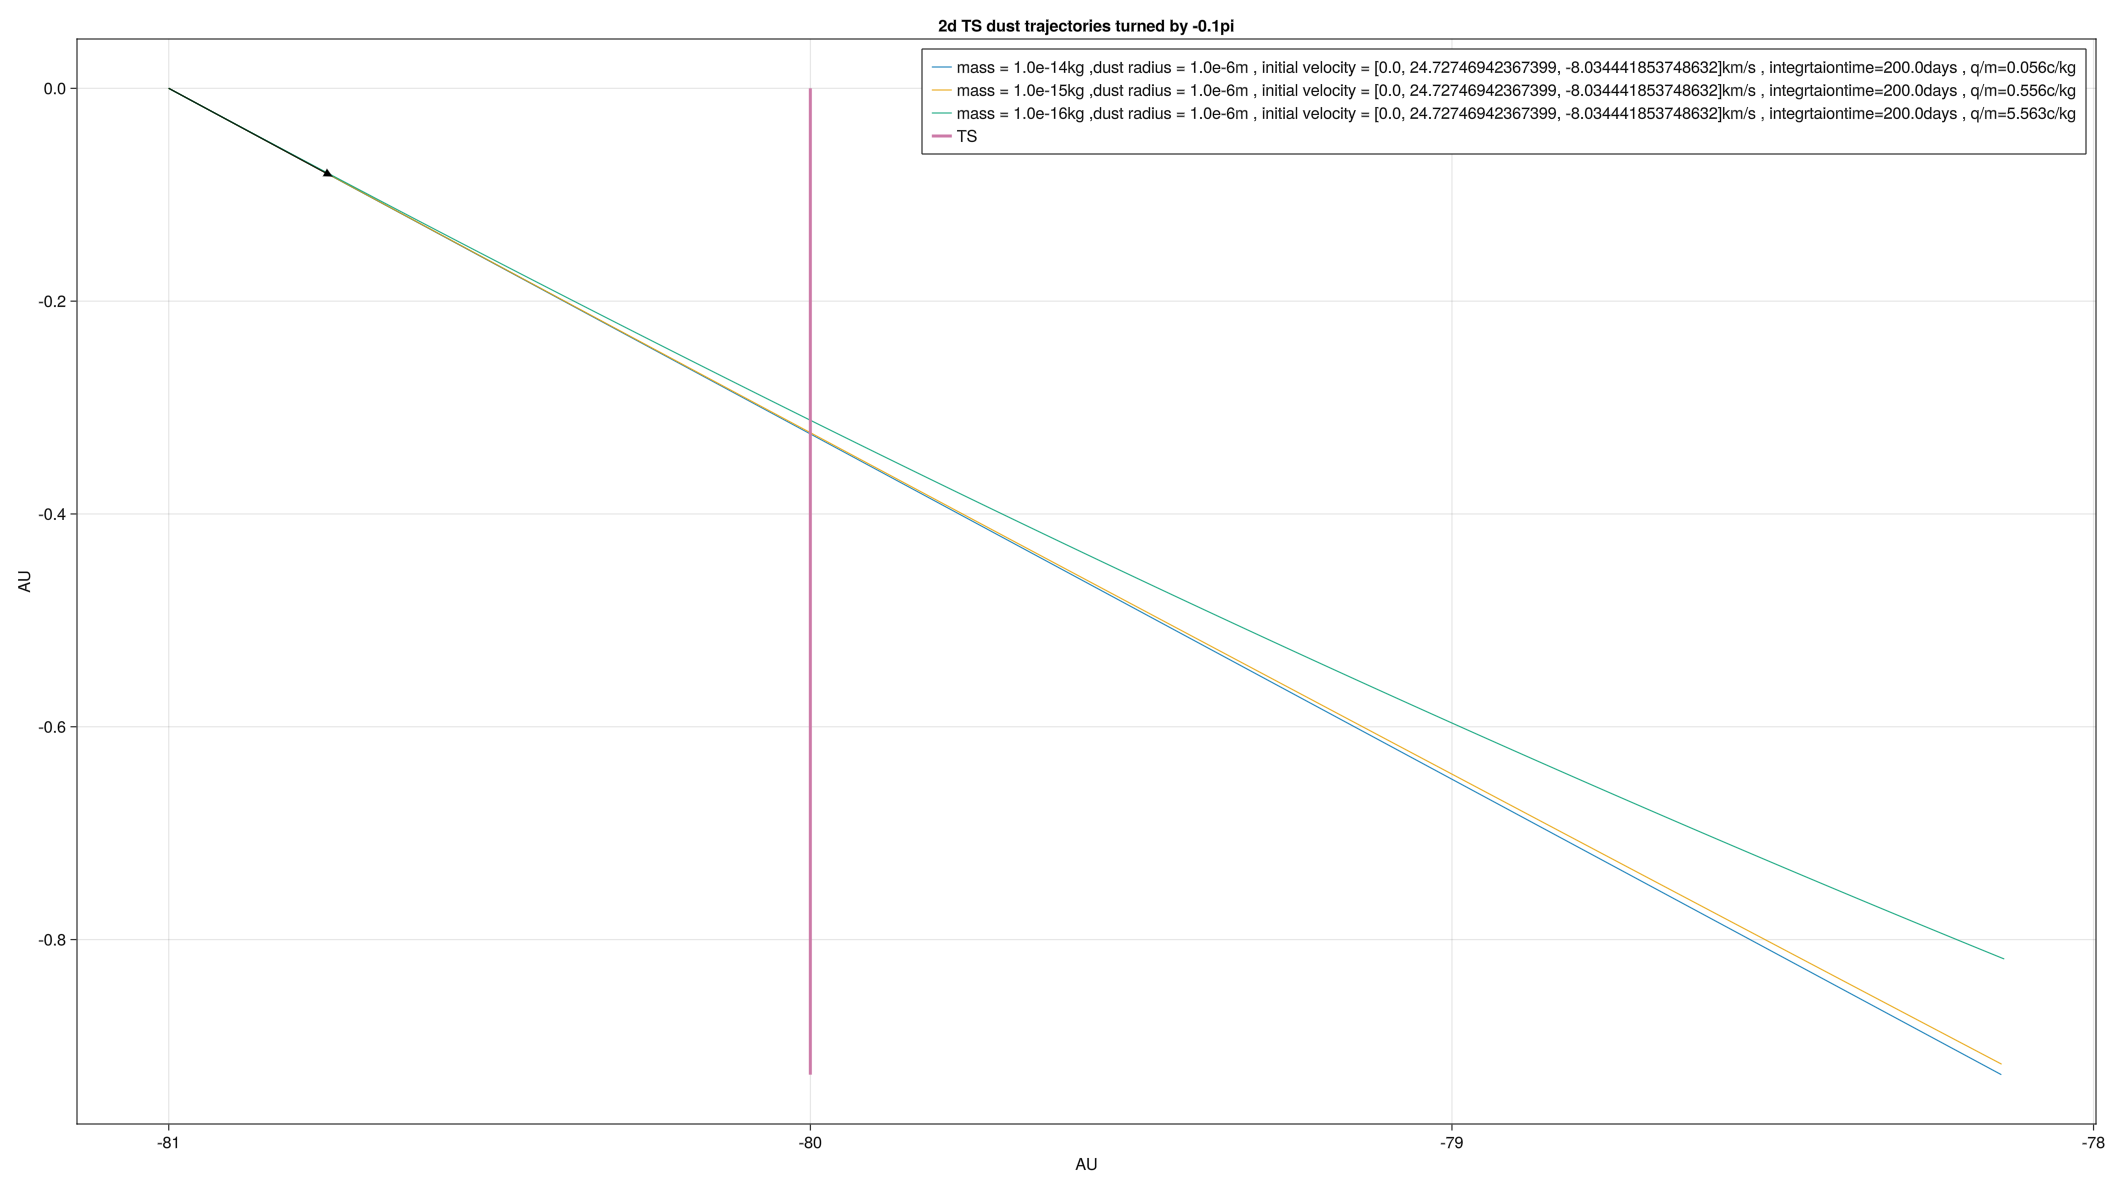 2d TS dust trajectories turned by -0.1pi
mass = 1.0e-14kg ,dust radius = 1.0e-6m , initial velocity = [0.0, 24.72746942367399, -8.034441853748632]km/s , integrtaiontime=200.0days , q/m=0.056c/kg
mass = 1.0e-15kg ,dust radius = 1.0e-6m , initial velocity = [0.0, 24.72746942367399, -8.034441853748632]km/s , integrtaiontime=200.0days , q/m=0.556c/kg
mass = 1.0e-16kg ,dust radius = 1.0e-6m , initial velocity = [0.0, 24.72746942367399, -8.034441853748632]km/s , integrtaiontime=200.0days , q/m=5.563c/kg
TS
0.0
-0.2
-0.4
-0.6
-0.8
AU
-81
-80
-79
-78
AU